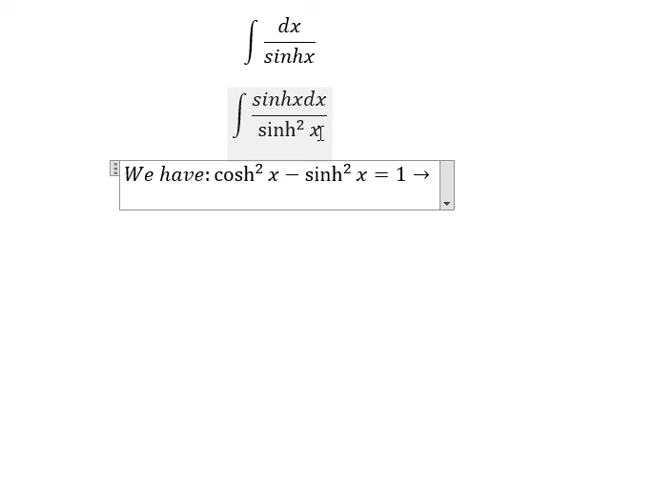 ∫ dx/sinhx
∫ sinhxdx/sinh² x
We have: cosh² x − sinh² x = 1 →